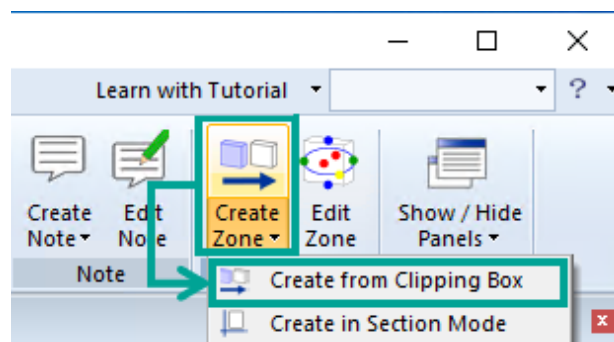 Learn with Tutorial
?
Create Edit Create Edit Show / Hide
Note Note Zone Zone Panels
Note
Create from Clipping Box
Create in Section Mode